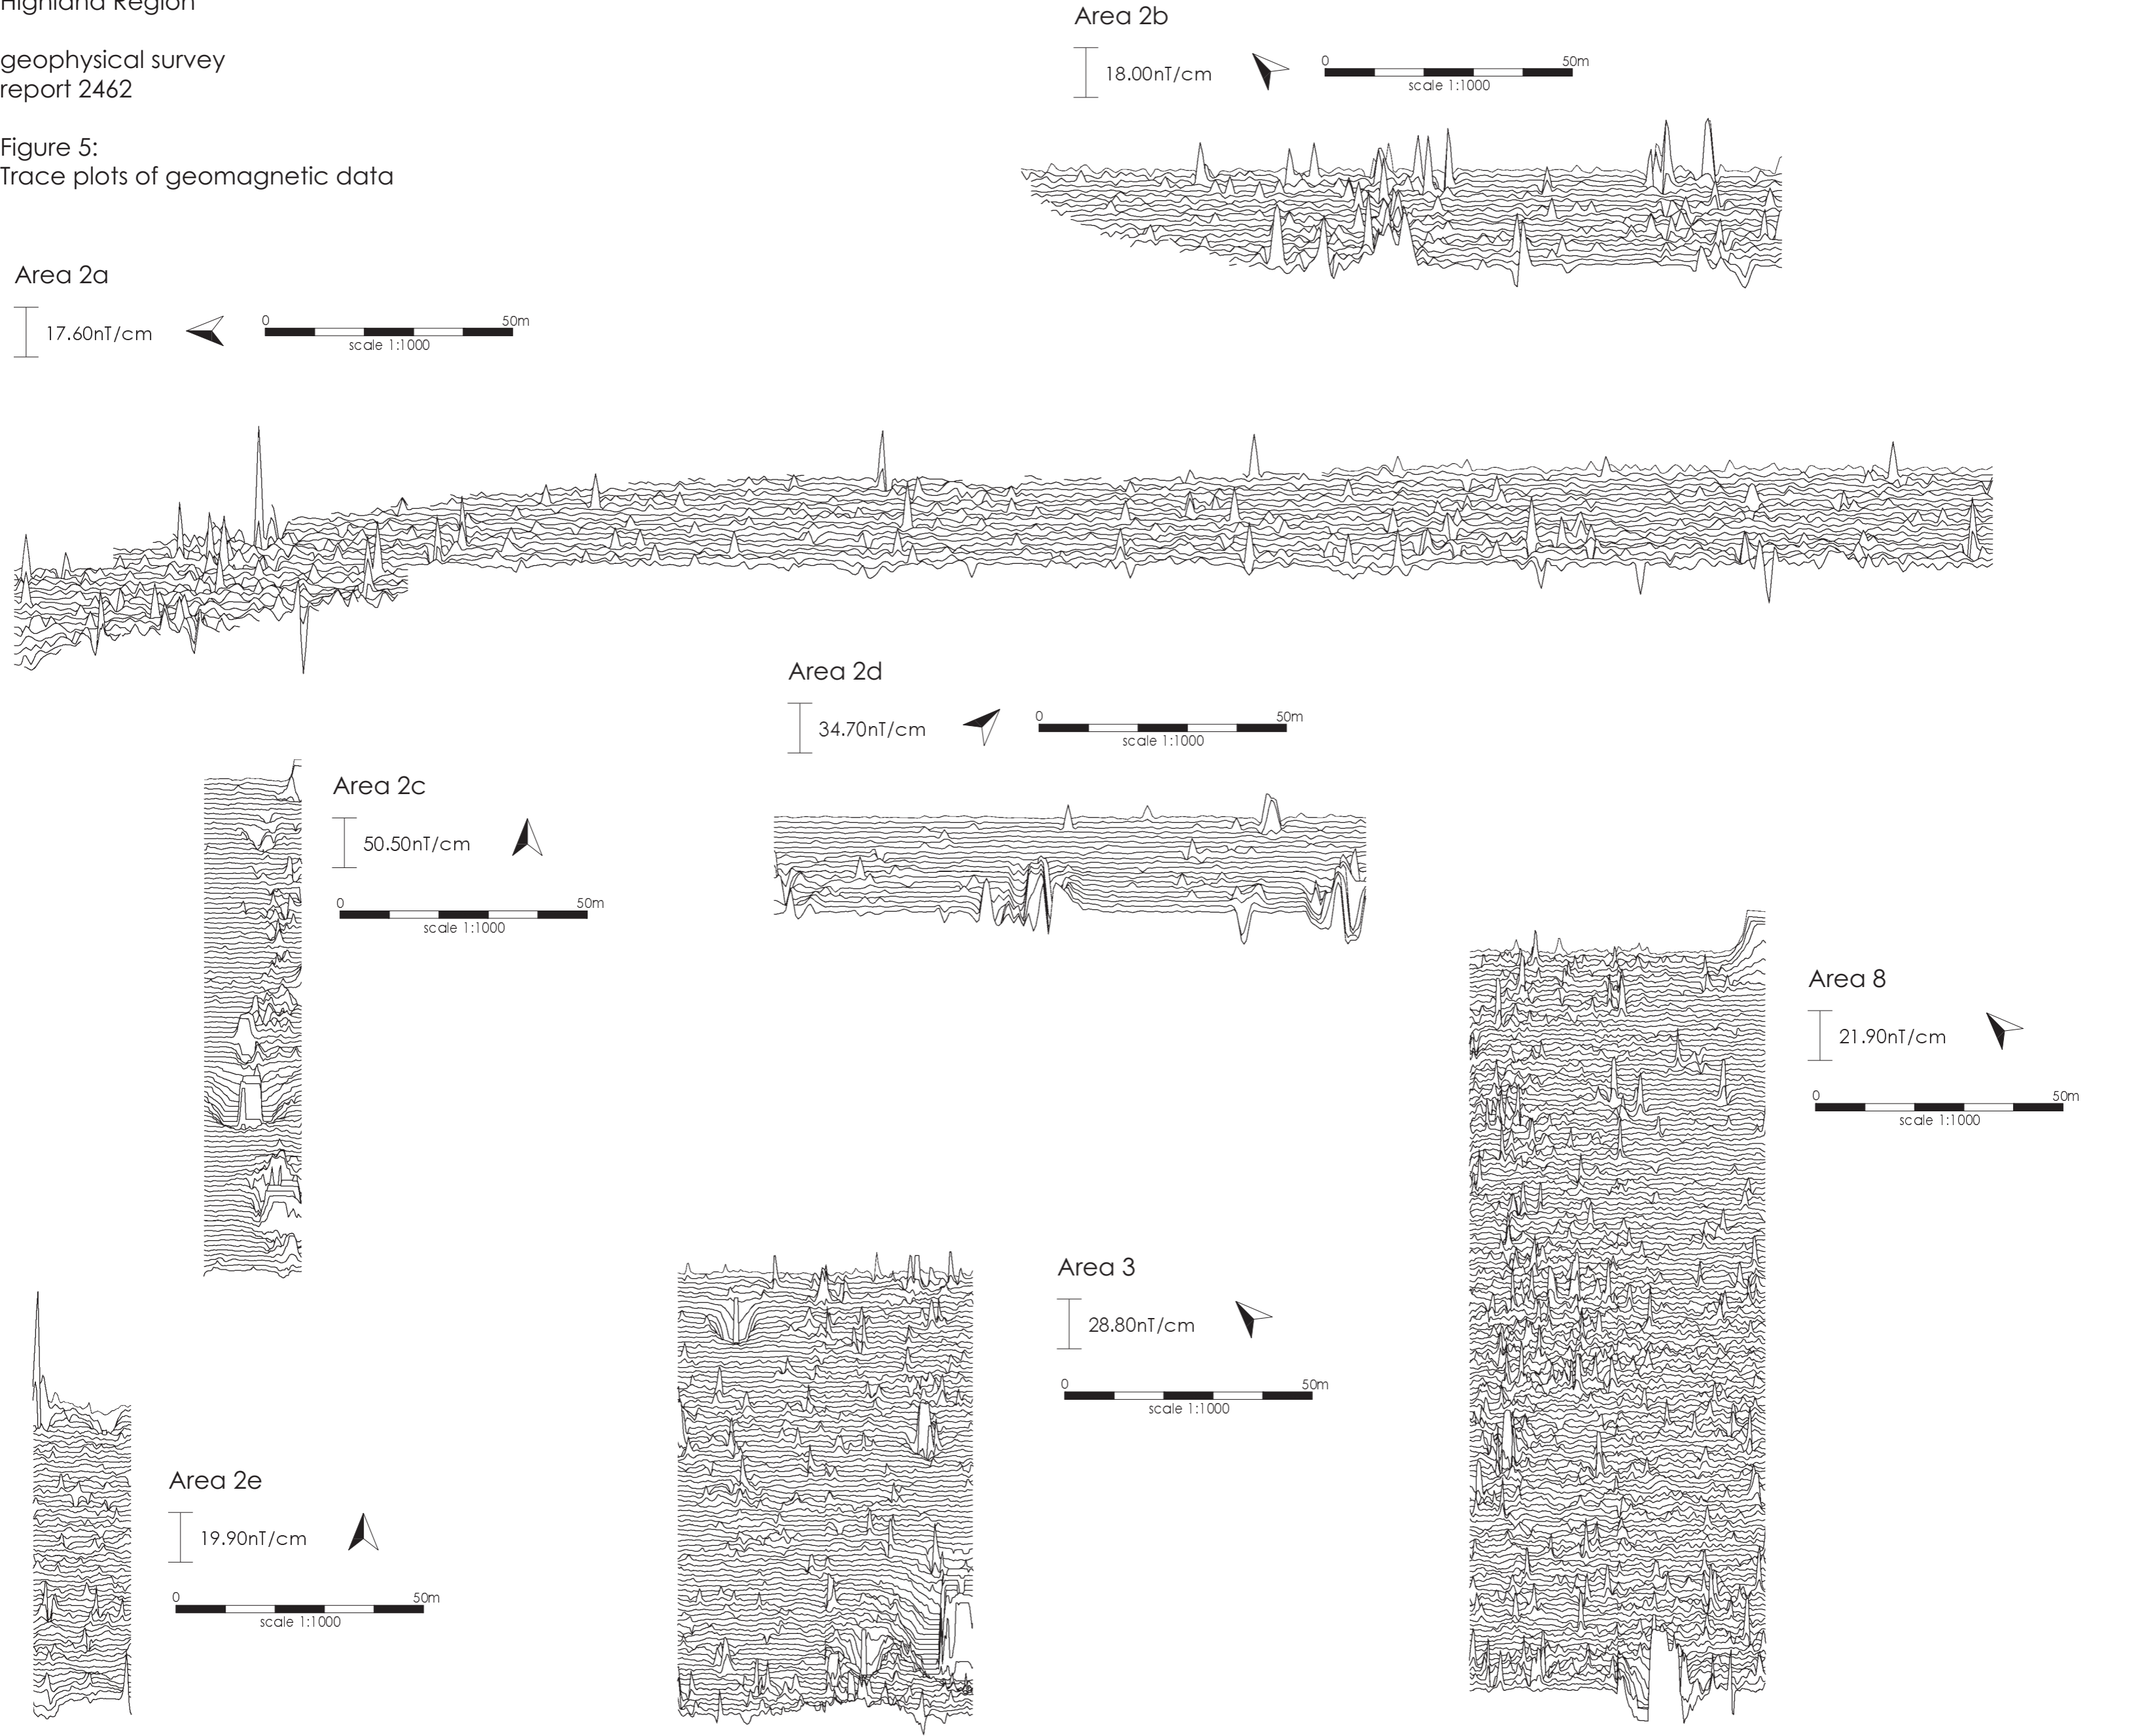 Highland Region
geophysical survey
report 2462
Figure 5:
Trace plots of geomagnetic data
Area 2b
18.00nT/cm
0 50m
scale 1:1000
Area 2a
17.60nT/cm
0 50m
scale 1:1000
Area 2d
34.70nT/cm
0 50m
scale 1:1000
Area 2c
50.50nT/cm
0 50m
scale 1:1000
Area 8
21.90nT/cm
0 50m
scale 1:1000
Area 3
28.80nT/cm
0 50m
scale 1:1000
Area 2e
19.90nT/cm
0 50m
scale 1:1000